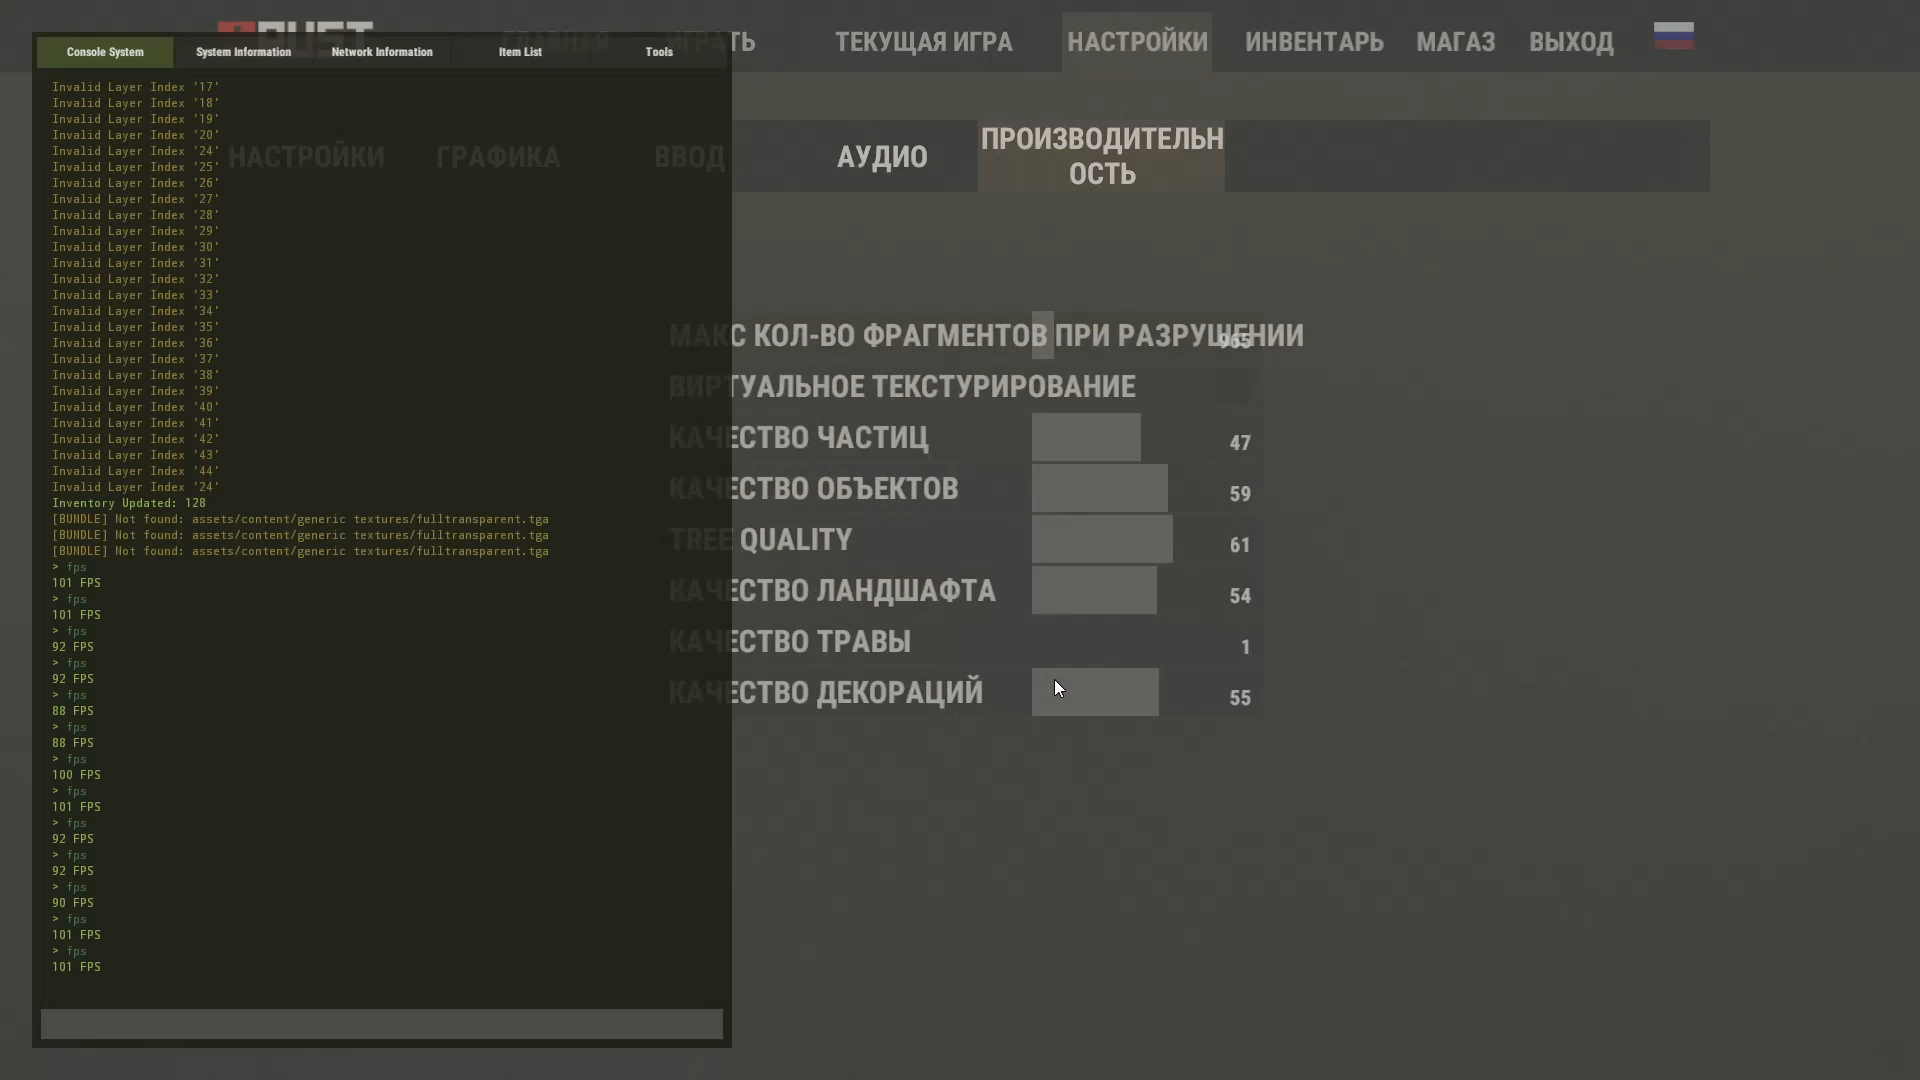 RUST
ГЛАВНАЯ
ИГРАТЬ
ТЕКУЩАЯ ИГРА
НАСТРОЙКИ
ИНВЕНТАРЬ
МАГАЗ
ВЫХОД
Console System
System Information
Network Information
Item List
Tools
Invalid Layer Index '17'
Invalid Layer Index '18'
Invalid Layer Index '19'
Invalid Layer Index '20'
Invalid Layer Index '24'
Invalid Layer Index '25'
Invalid Layer Index '26'
Invalid Layer Index '27'
Invalid Layer Index '28'
Invalid Layer Index '29'
Invalid Layer Index '30'
Invalid Layer Index '31'
Invalid Layer Index '32'
Invalid Layer Index '33'
Invalid Layer Index '34'
Invalid Layer Index '35'
Invalid Layer Index '36'
Invalid Layer Index '37'
Invalid Layer Index '38'
Invalid Layer Index '39'
Invalid Layer Index '40'
Invalid Layer Index '41'
Invalid Layer Index '42'
Invalid Layer Index '43'
Invalid Layer Index '44'
Invalid Layer Index '24'
Inventory Updated: 128
[BUNDLE] Not found: assets/content/generic textures/fulltransparent.tga
[BUNDLE] Not found: assets/content/generic textures/fulltransparent.tga
[BUNDLE] Not found: assets/content/generic textures/fulltransparent.tga
> fps
101 FPS
> fps
101 FPS
> fps
92 FPS
> fps
92 FPS
> fps
88 FPS
> fps
88 FPS
> fps
100 FPS
> fps
101 FPS
> fps
92 FPS
> fps
92 FPS
> fps
90 FPS
> fps
101 FPS
> fps
101 FPS
НАСТРОЙКИ
ГРАФИКА
ВВОД
АУДИО
ПРОИЗВОДИТЕЛЬН
ОСТЬ
МАКС КОЛ-ВО ФРАГМЕНТОВ ПРИ РАЗРУШЕНИИ 965
ВИРТУАЛЬНОЕ ТЕКСТУРИРОВАНИЕ
КАЧЕСТВО ЧАСТИЦ 47
КАЧЕСТВО ОБЪЕКТОВ 59
TREE QUALITY 61
КАЧЕСТВО ЛАНДШАФТА 54
КАЧЕСТВО ТРАВЫ 1
КАЧЕСТВО ДЕКОРАЦИЙ 55